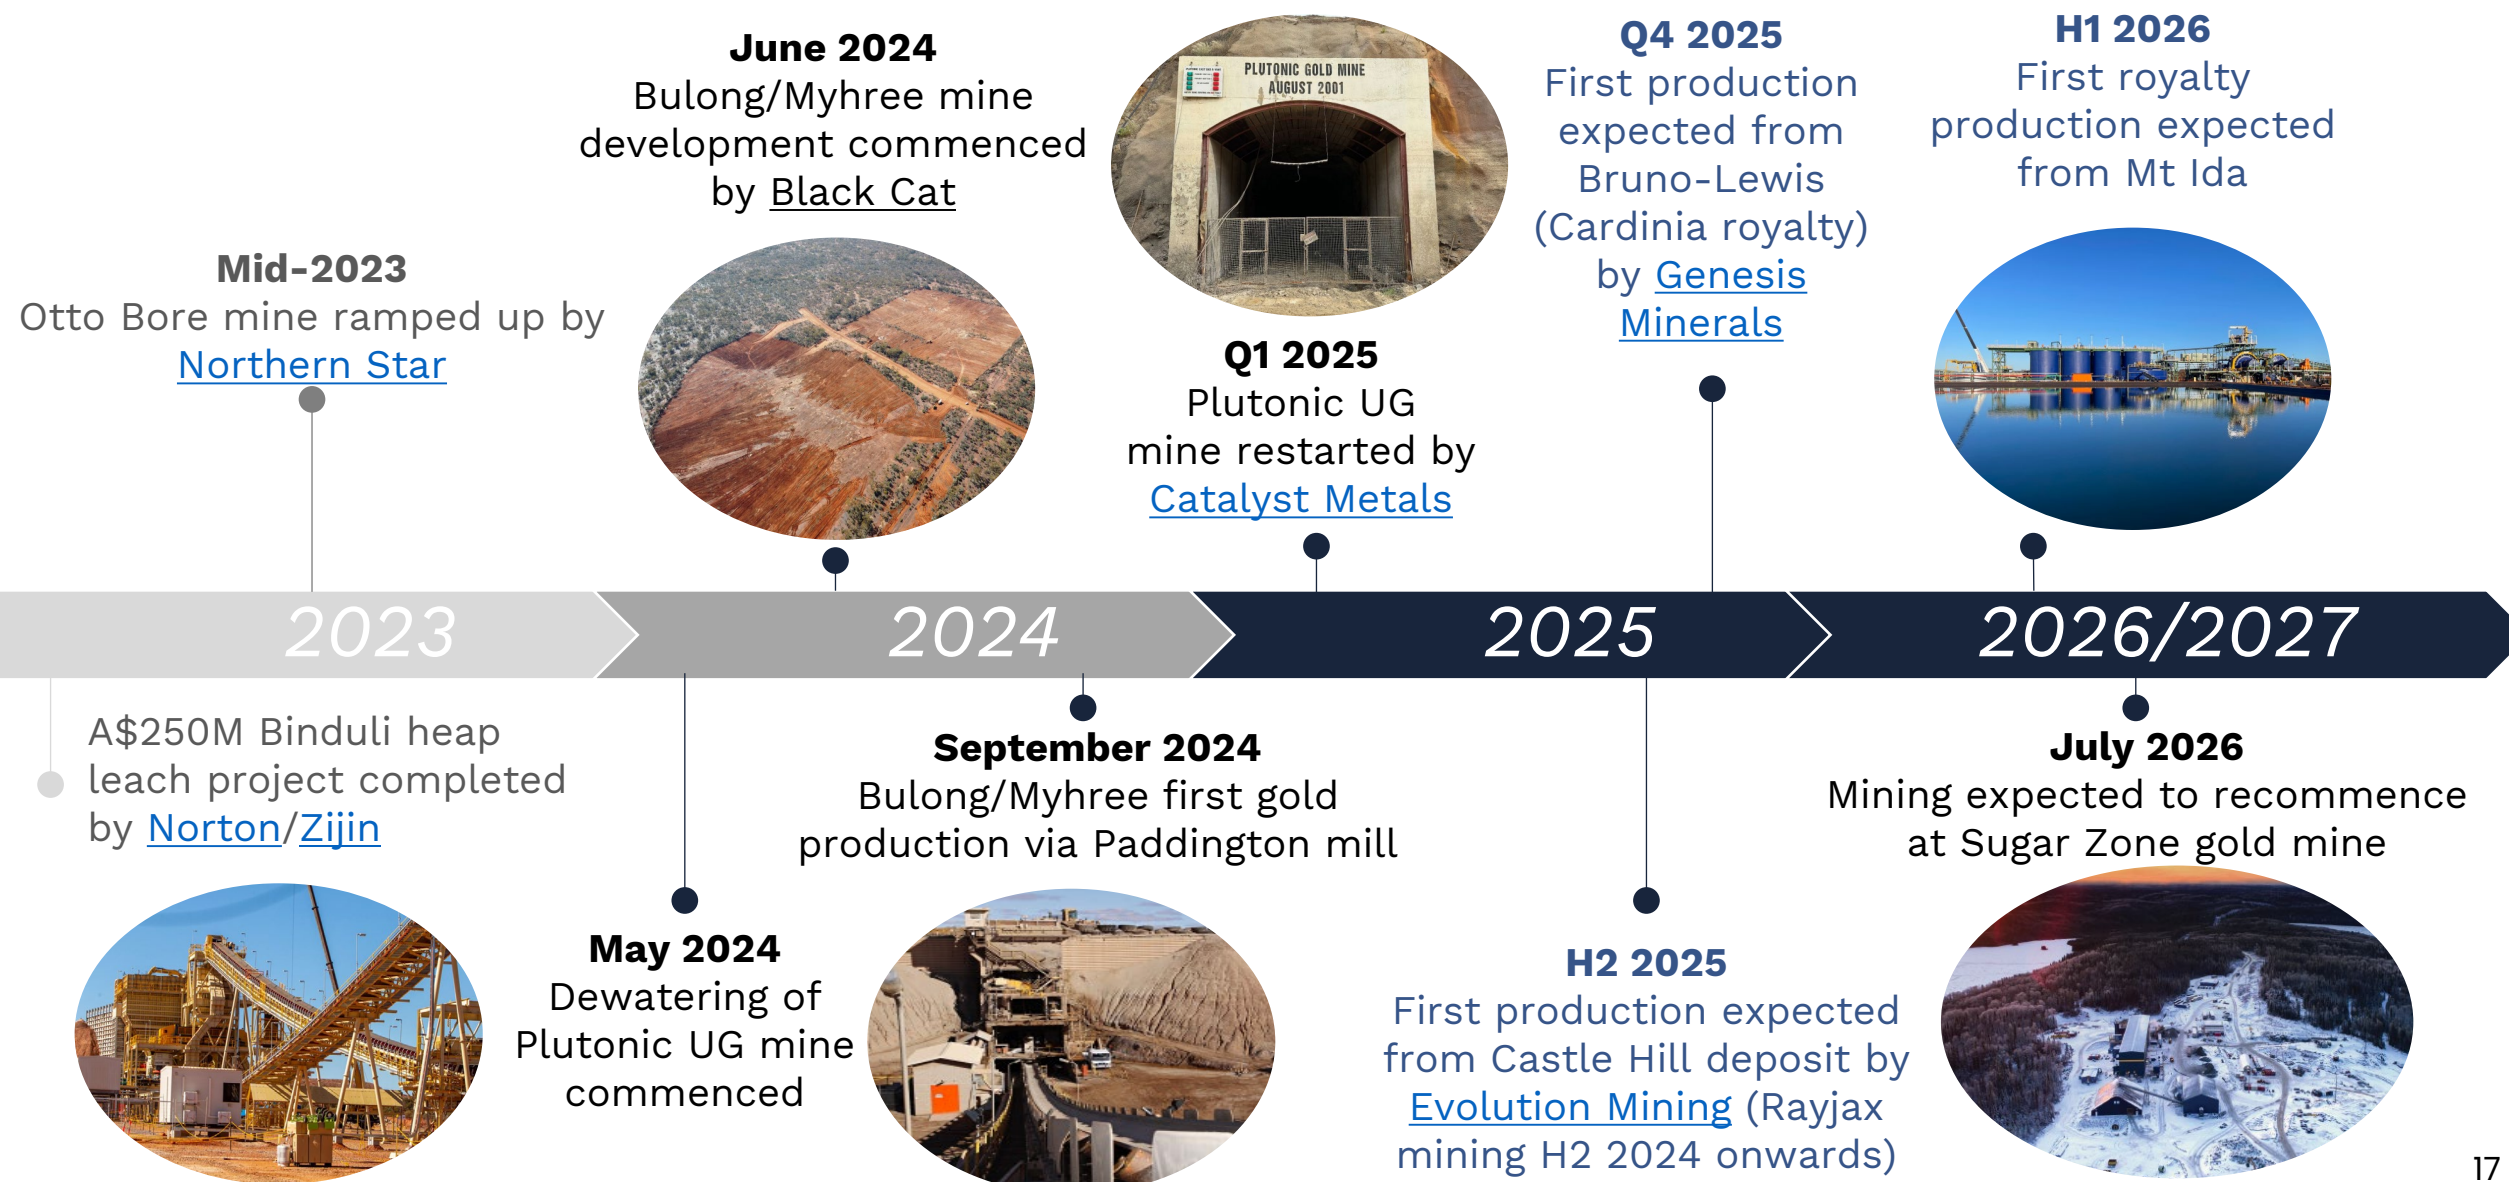 Mid-2023
Otto Bore mine ramped up by
Northern Star
June 2024
Bulong/Myhree mine
development commenced
by Black Cat
PLUTONIC GOLD MINE
AUGUST 2001
Q1 2025
Plutonic UG
mine restarted by
Catalyst Metals
Q4 2025
First production
expected from
Bruno-Lewis
(Cardinia royalty)
by Genesis
Minerals
H1 2026
First royalty
production expected
from Mt Ida
2023
2024
2025
2026/2027
A$250M Binduli heap
leach project completed
by Norton/Zijin
May 2024
Dewatering of
Plutonic UG mine
commenced
September 2024
Bulong/Myhree first gold
production via Paddington mill
H2 2025
First production expected
from Castle Hill deposit by
Evolution Mining (Rayjax
mining H2 2024 onwards)
July 2026
Mining expected to recommence
at Sugar Zone gold mine
17